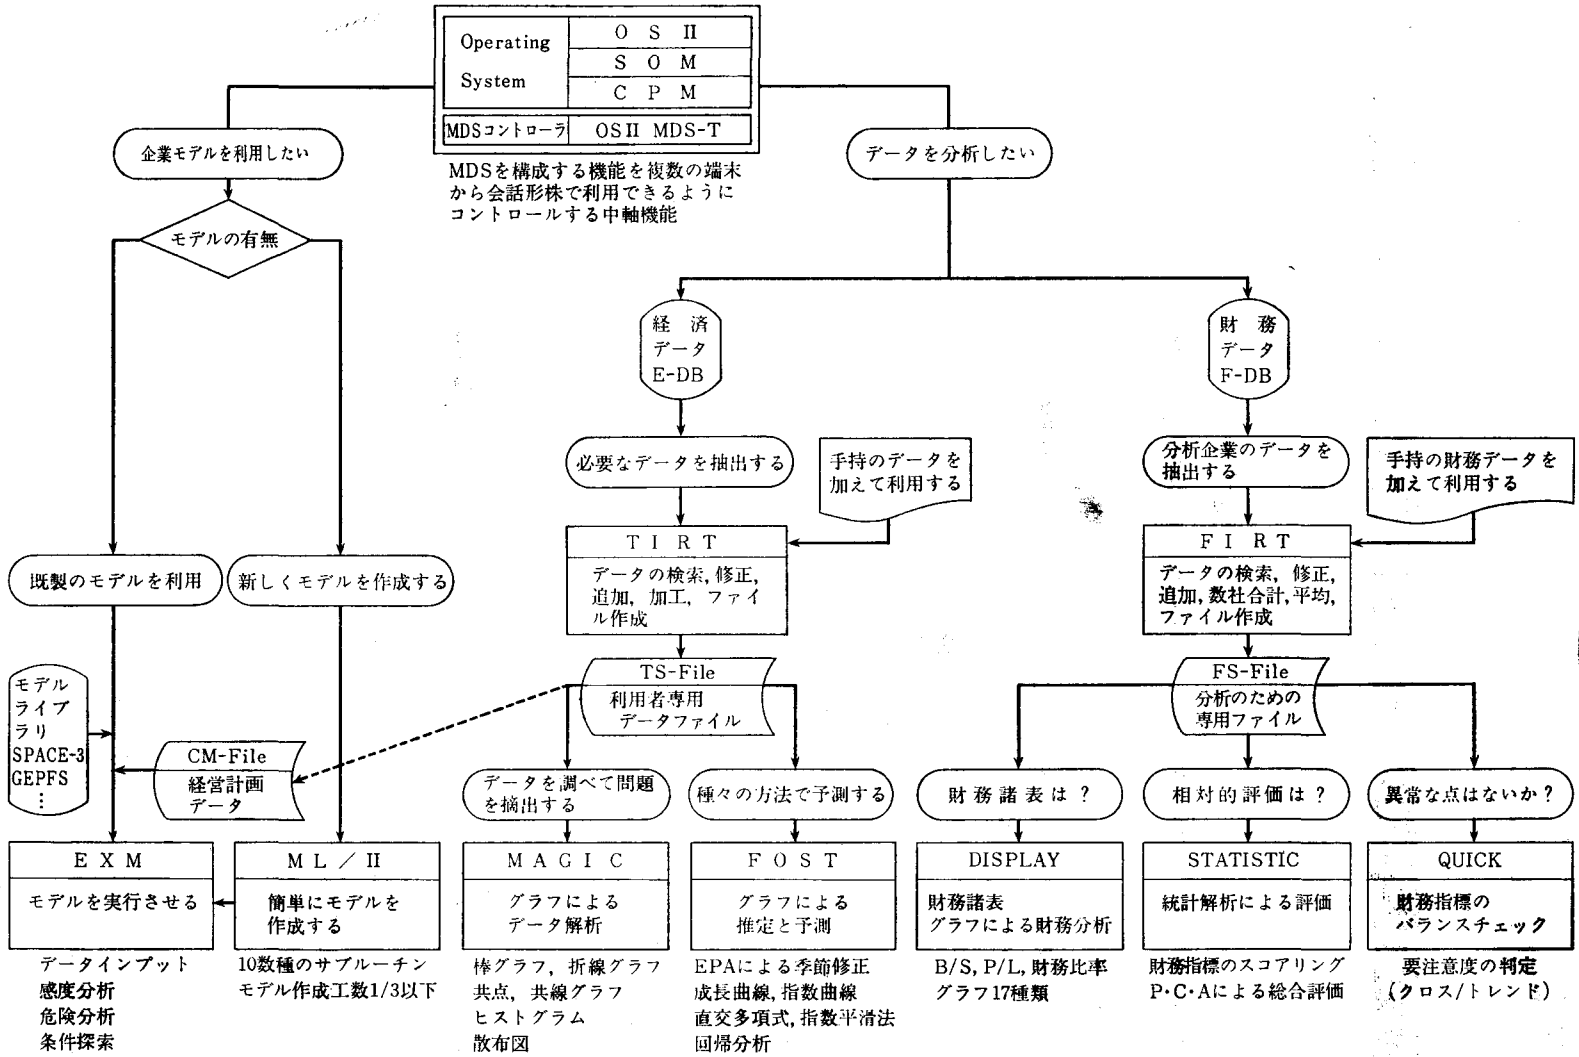 Operating
System
O S II
S O M
C P M
MDSコントローラ
OSII MDS-T
MDSを構成する機能を複数の端末
から会話形株で利用できるように
コントロールする中軸機能
企業モデルを利用したい
データを分析したい
モデルの有無
経 済
データ
E-DB
財 務
データ
F-DB
必要なデータを抽出する
手持のデータを
加えて利用する
分析企業のデータを
抽出する
手持の財務データを
加えて利用する
T I R T
データの検索, 修正,
追加, 加工, ファイ
ル作成
F I R T
データの検索, 修正,
追加, 数社合計, 平均,
ファイル作成
既製のモデルを利用
新しくモデルを作成する
モデル
ライブ
ラリ
SPACE-3
GEPFS
⋮
TS-File
利用者専用
データファイル
FS-File
分析のための
専用ファイル
CM-File
経営計画
データ
データを調べて問題
を摘出する
種々の方法で予測する
財務諸表は？
相対的評価は？
異常な点はないか？
E X M
モデルを実行させる
データインプット
感度分析
危険分析
条件探索
M L / II
簡単にモデルを
作成する
10数種のサブルーチン
モデル作成工数1/3以下
M A G I C
グラフによる
データ解析
棒グラフ, 折線グラフ
共点, 共線グラフ
ヒストグラム
散布図
F O S T
グラフによる
推定と予測
EPAによる季節修正
成長曲線, 指数曲線
直交多項式, 指数平滑法
回帰分析
DISPLAY
財務諸表
グラフによる財務分析
B/S, P/L, 財務比率
グラフ17種類
STATISTIC
統計解析による評価
財務指標のスコアリング
P・C・Aによる総合評価
QUICK
財務指標の
バランスチェック
要注意度の判定
(クロス/トレンド)